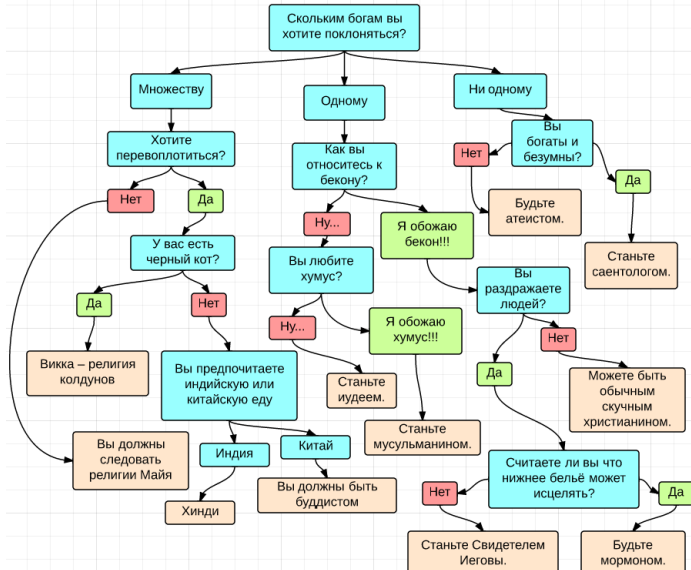 Скольким богам вы
хотите поклоняться?
Множеству
Одному
Ни одному
Хотите
перевоплотиться?
Как вы
относитесь к
бекону?
Вы
богаты и
безумны?
Нет
Да
Нет
Да
Будьте
атеистом.
Станьте
саентологом.
Ну...
Я обожаю
бекон!!!
У вас есть
черный кот?
Вы любите
хумус?
Вы
раздражаете
людей?
Да
Нет
Ну...
Я обожаю
хумус!!!
Нет
Да
Викка – религия
колдунов
Вы предпочитаете
индийскую или
китайскую еду
Станьте
иудеем.
Можете быть
обычным
скучным
христианином.
Вы должны
следовать
религии Майя
Индия
Китай
Станьте
мусульманином.
Хинди
Вы должны быть
буддистом
Считаете ли вы что
нижнее бельё может
исцелять?
Нет
Да
Станьте Свидетелем
Иеговы.
Будьте
мормоном.